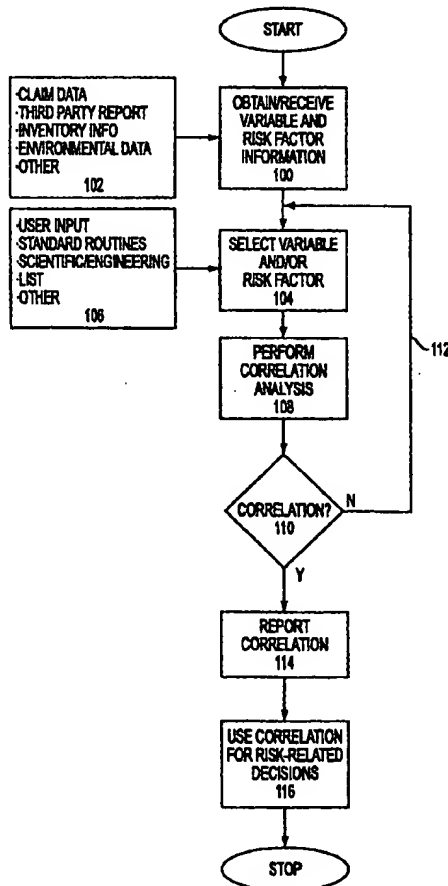 START
·CLAIM DATA
·THIRD PARTY REPORT
·INVENTORY INFO
·ENVIRONMENTAL DATA
·OTHER
102
OBTAIN/RECEIVE
VARIABLE AND
RISK FACTOR
INFORMATION
100
·USER INPUT
·STANDARD ROUTINES
·SCIENTIFIC/ENGINEERING
·LIST
·OTHER
106
SELECT VARIABLE
AND/OR
RISK FACTOR
104
112
PERFORM
CORRELATION
ANALYSIS
108
CORRELATION?
110
N
Y
REPORT
CORRELATION
114
USE CORRELATION
FOR RISK-RELATED
DECISIONS
116
STOP